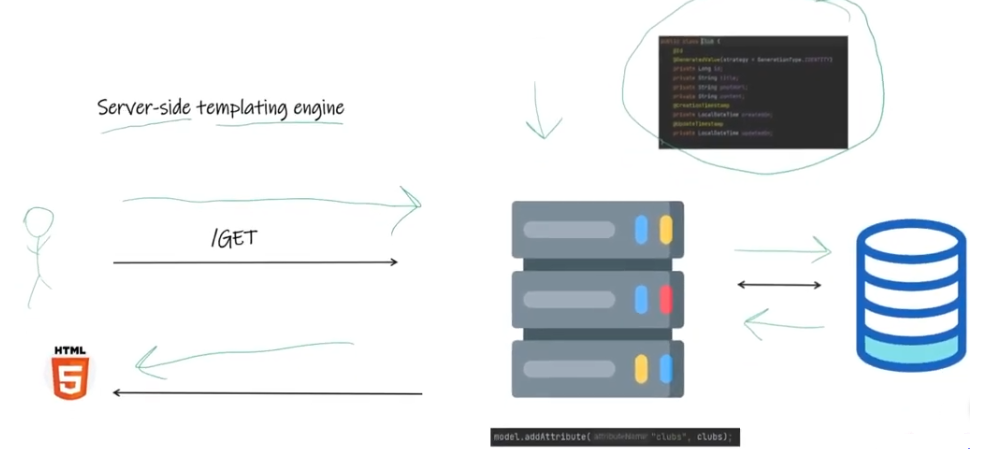 Server-side templating engine
public class Club {
@Id
@GeneratedValue(strategy = GenerationType.IDENTITY)
private Long id;
private String title;
private String photoUrl;
private String content;
@CreationTimestamp
private LocalDateTime createdOn;
@UpdateTimestamp
private LocalDateTime updatedOn;
/GET
HTML
5
model.addAttribute( attributeName: "clubs", clubs);